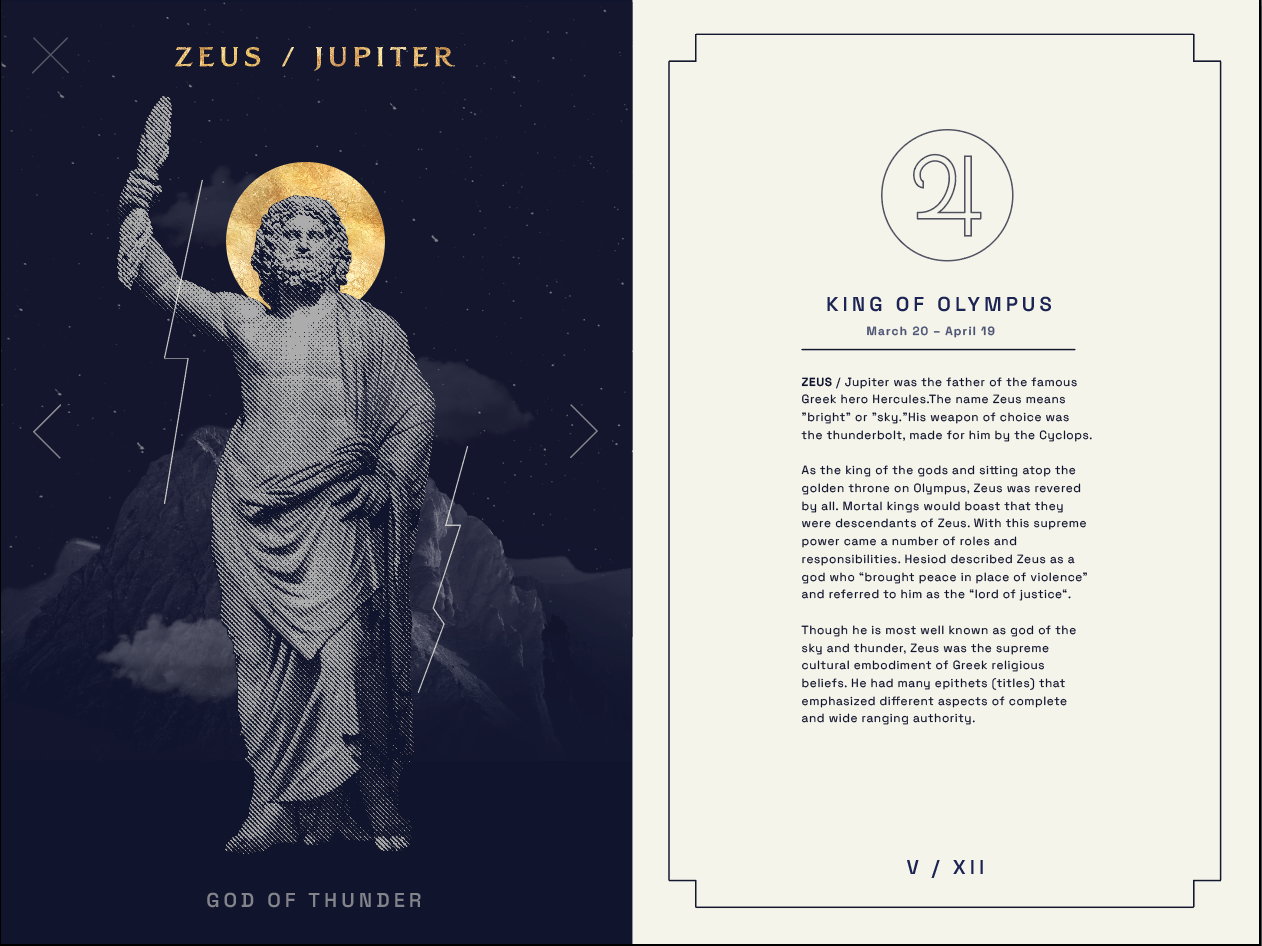 ZEUS / JUPITER
GOD OF THUNDER
KING OF OLYMPUS
March 20 – April 19
ZEUS / Jupiter was the father of the famous
Greek hero Hercules.The name Zeus means
”bright” or ”sky.”His weapon of choice was
the thunderbolt, made for him by the Cyclops.
As the king of the gods and sitting atop the
golden throne on Olympus, Zeus was revered
by all. Mortal kings would boast that they
were descendants of Zeus. With this supreme
power came a number of roles and
responsibilities. Hesiod described Zeus as a
god who “brought peace in place of violence”
and referred to him as the “lord of justice“.
Though he is most well known as god of the
sky and thunder, Zeus was the supreme
cultural embodiment of Greek religious
beliefs. He had many epithets (titles) that
emphasized different aspects of complete
and wide ranging authority.
V / XII